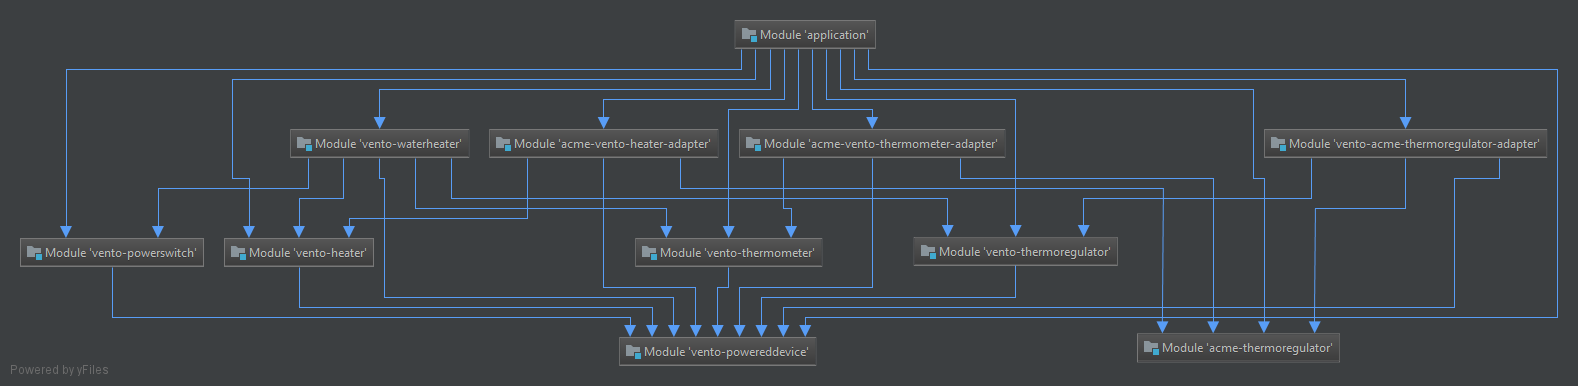 Module 'application'
Module 'vento-waterheater'
Module 'acme-vento-heater-adapter'
Module 'acme-vento-thermometer-adapter'
Module 'vento-acme-thermoregulator-adapter'
Module 'vento-powerswitch'
Module 'vento-heater'
Module 'vento-thermometer'
Module 'vento-thermoregulator'
Module 'vento-powereddevice'
Module 'acme-thermoregulator'
Powered by yFiles